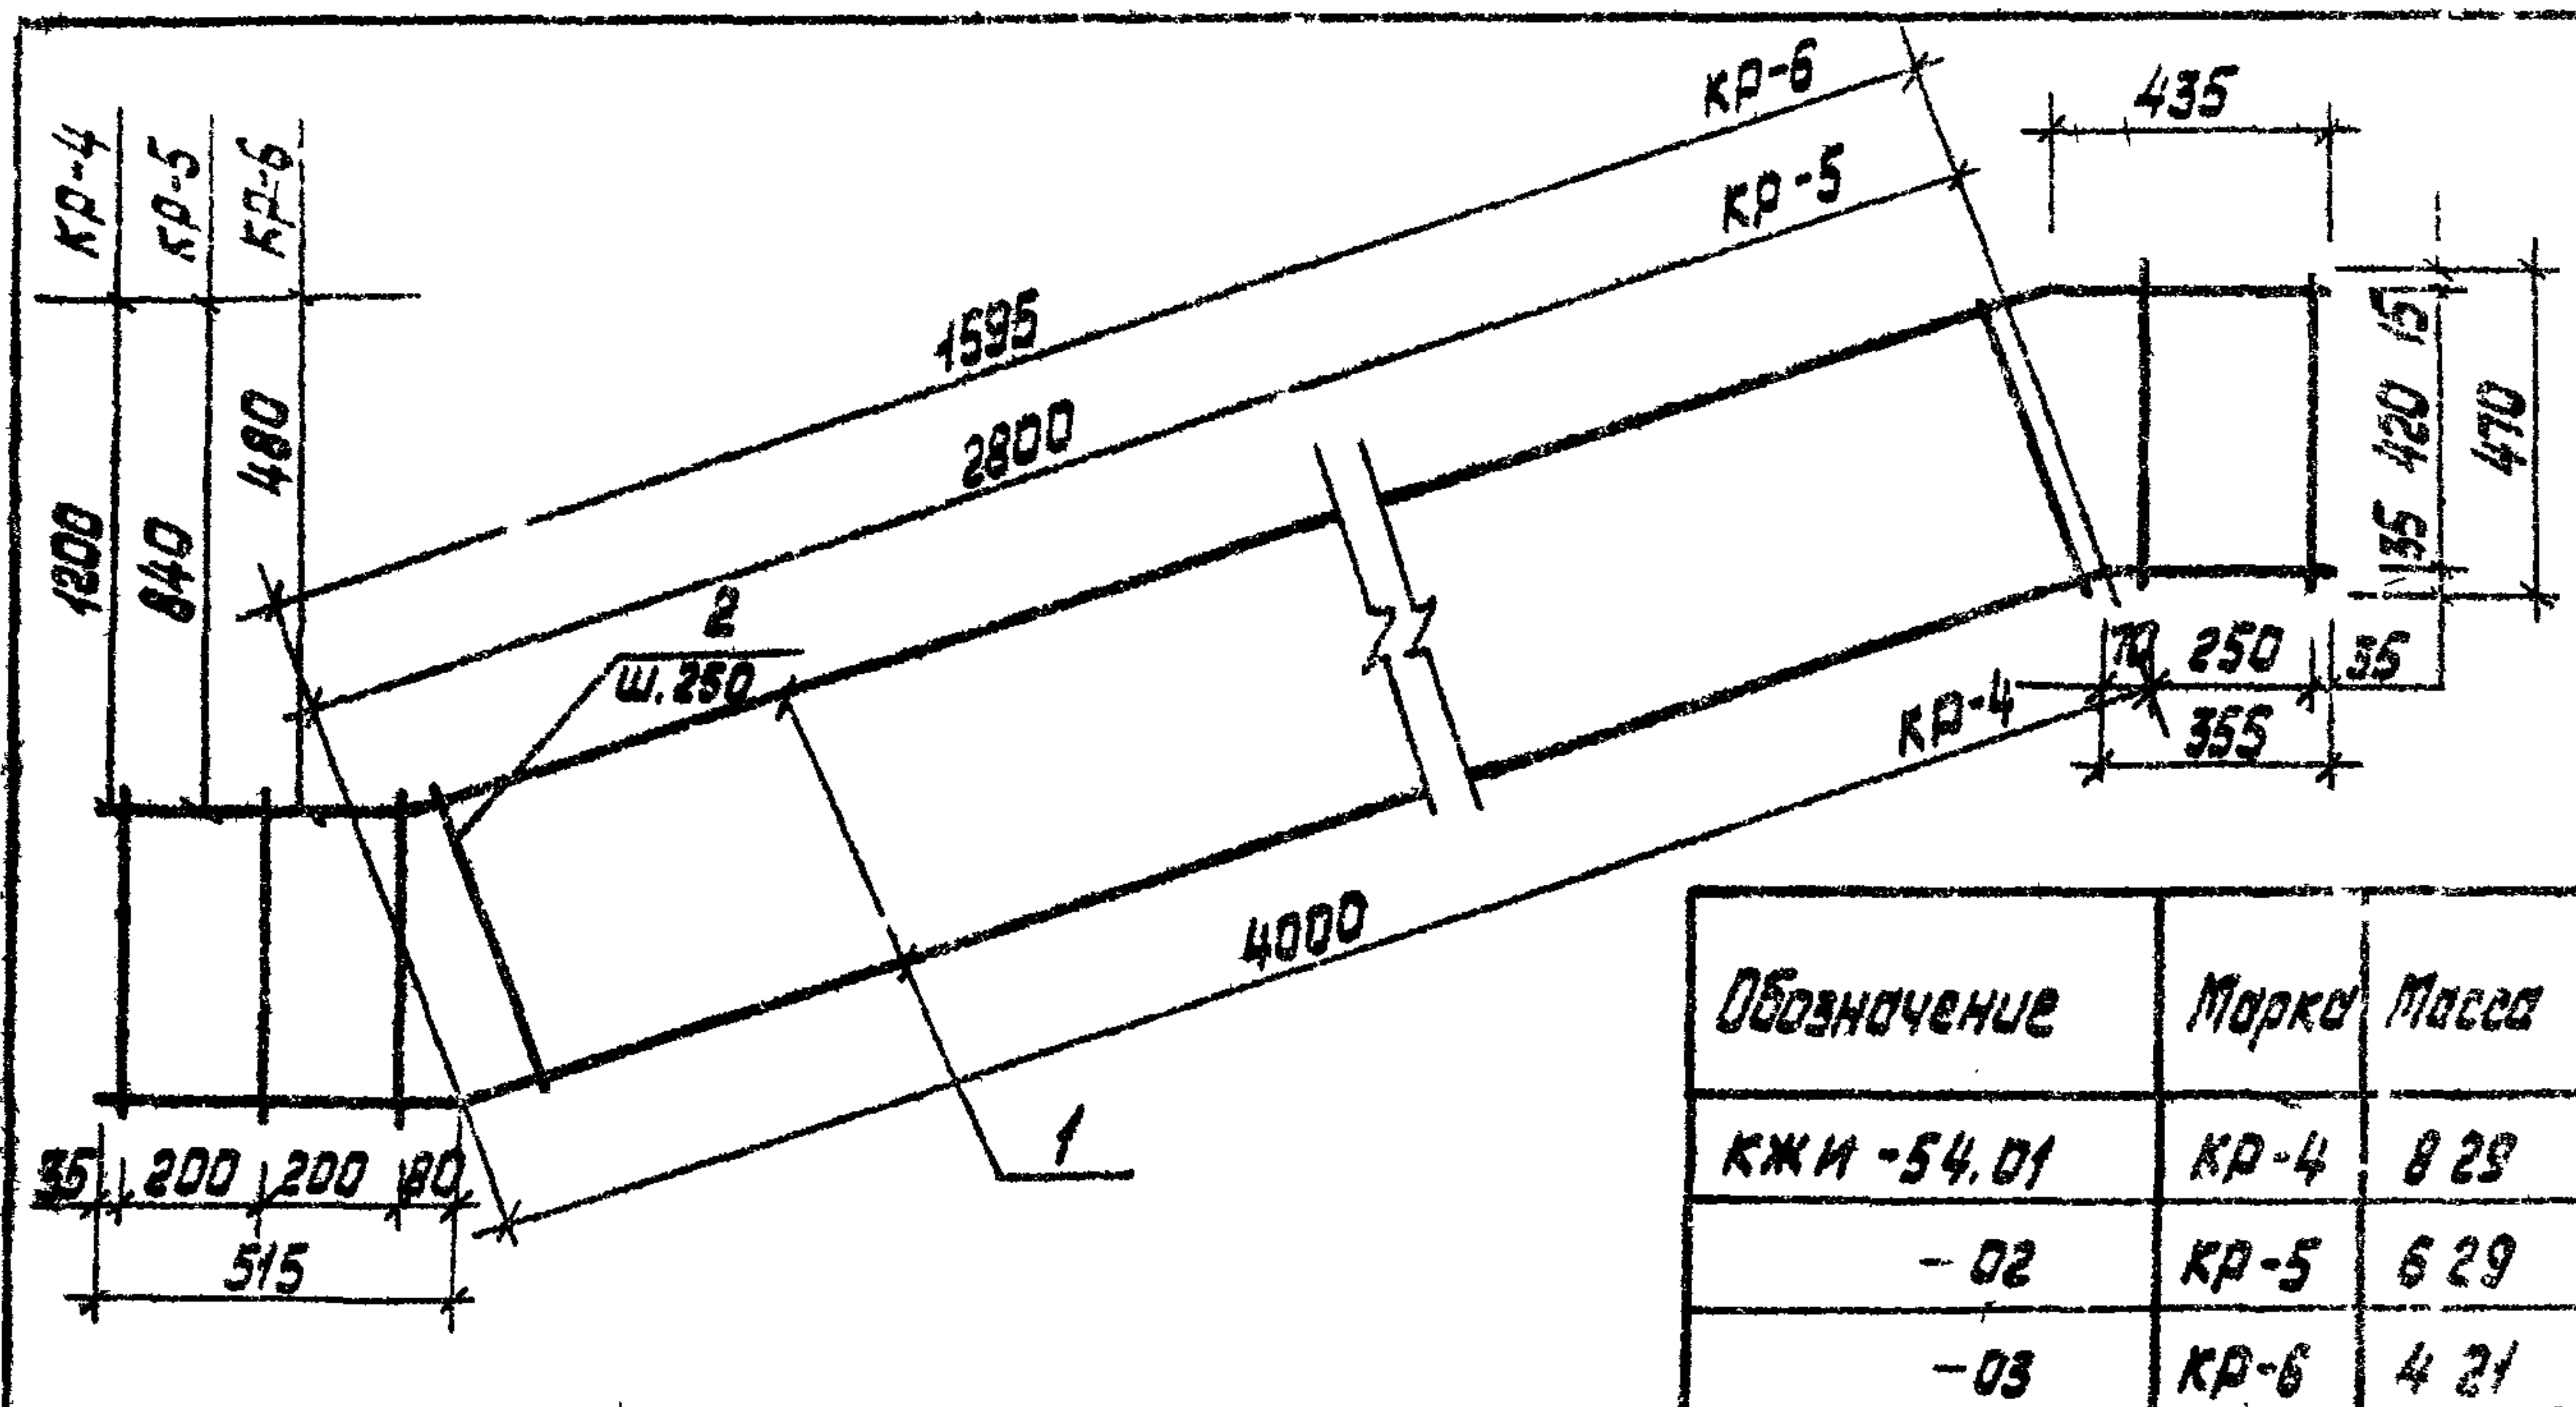 КР-4
КР-5
КР-6
1200
840
480
КР-6
1595
КР-5
2800
435
15
420
35
470
2
ш.250
70 250 35
355
КР-4
4000
1
35 200 200 80
515
Обозначение Марка Масса
КЖИ-54.01 КР-4 8 29
-02 КР-5 6 29
-03 КР-6 4 21